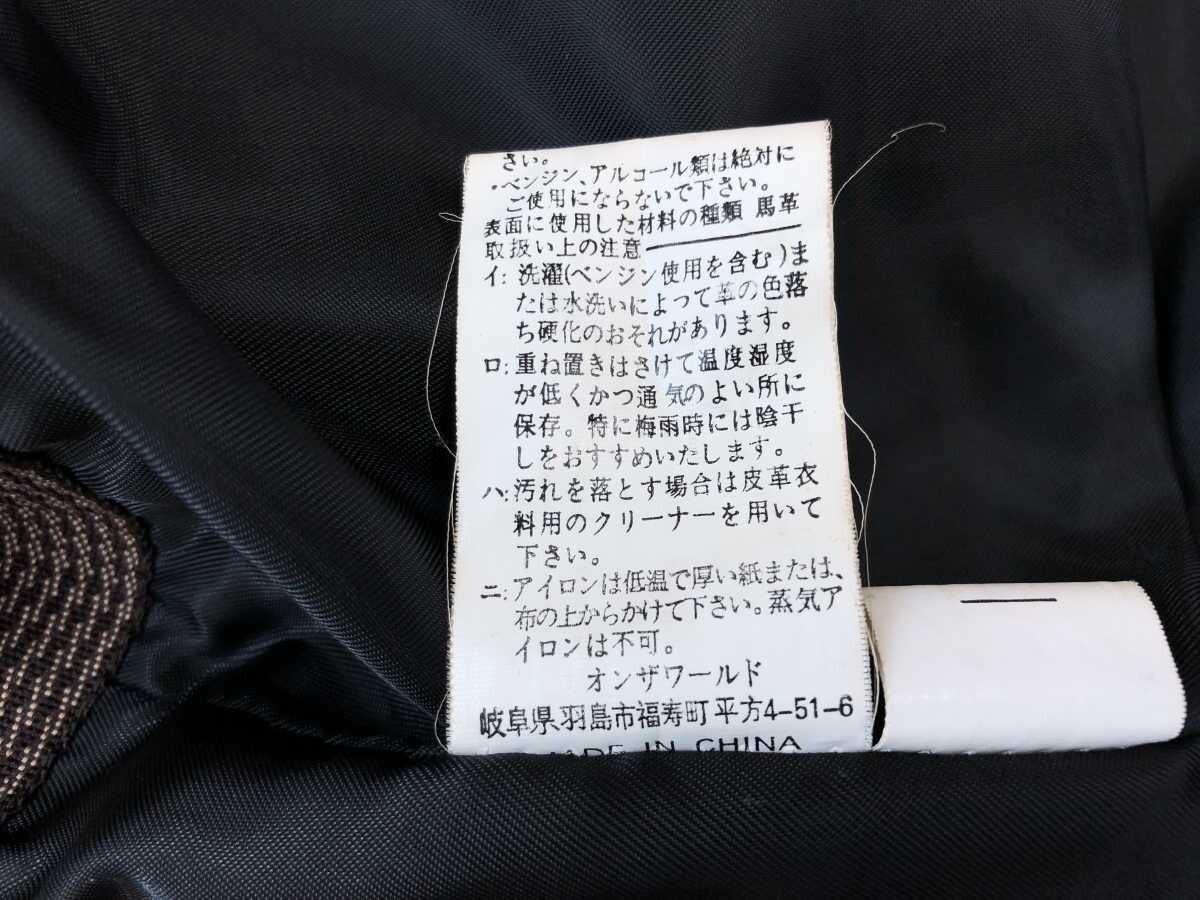 さい。
・ベンジン、アルコール類は絶対に
ご使用にならないで下さい。
表面に使用した材料の種類 馬革
取扱い上の注意
イ: 洗濯(ベンジン使用を含む)ま
たは水洗いによって革の色落
ち硬化のおそれがあります。
ロ: 重ね置きはさけて温度湿度
が低くかつ通気のよい所に
保存。特に梅雨時には陰干
しをおすすめいたします。
ハ: 汚れを落とす場合は皮革衣
料用のクリーナーを用いて
下さい。
ニ: アイロンは低温で厚い紙または、
布の上からかけて下さい。蒸気ア
イロンは不可。
オンザワールド
岐阜県羽島市福寿町平方4-51-6
MADE IN CHINA